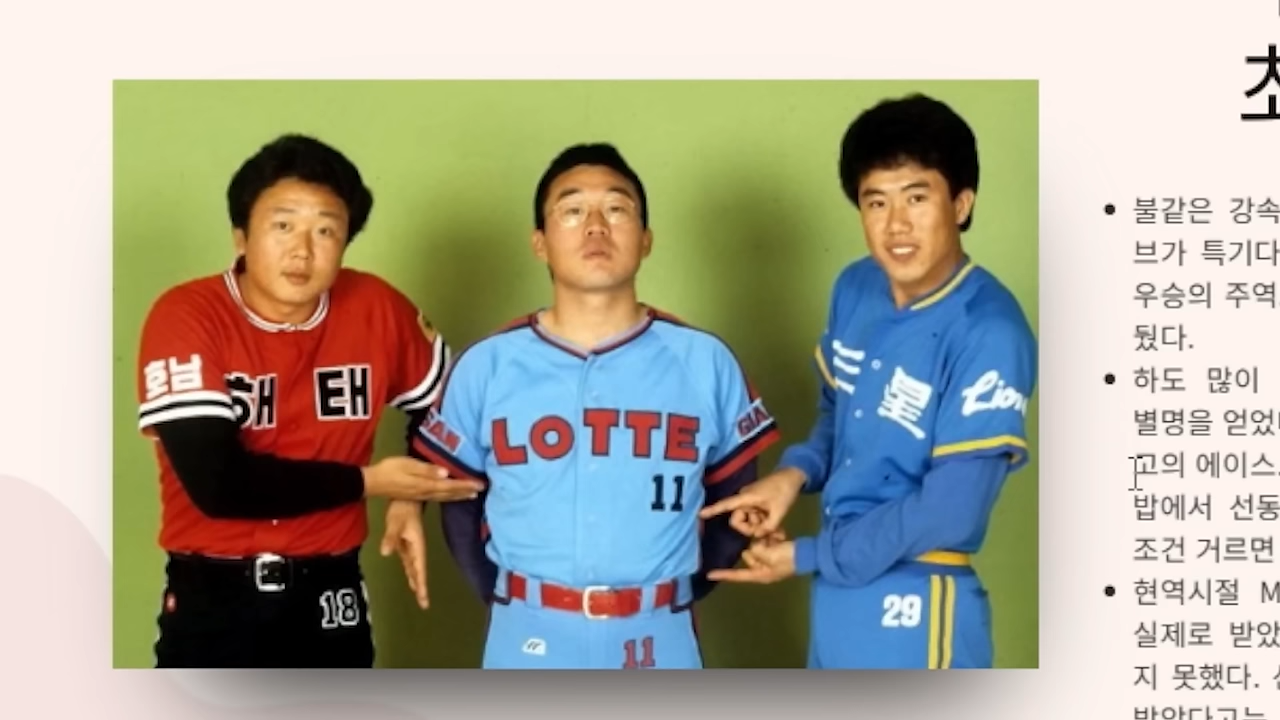 호남
해 태
18
SAN
LOTTE
GIA
11
11
三星
Lions
29
불같은 강속
브가 특기다
우승의 주역
뒀다.
하도 많이
별명을 얻었
고의 에이스
밥에서 선동
조건 거르면
현역시절 M
실제로 받았
지 못했다.